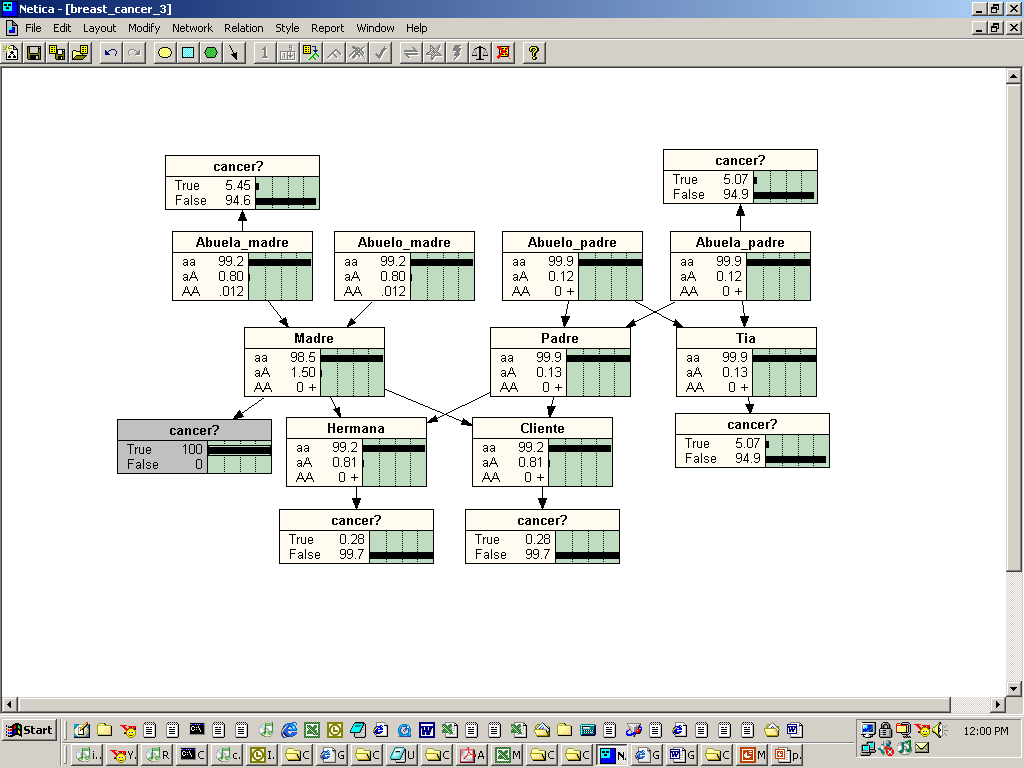 Netica - [breast_cancer_3]
File Edit Layout Modify Network Relation Style Report Window Help
1
?
cancer?
True 5.45
False 94.6
cancer?
True 5.07
False 94.9
Abuela_madre
aa 99.2
aA 0.80
AA .012
Abuelo_madre
aa 99.2
aA 0.80
AA .012
Abuelo_padre
aa 99.9
aA 0.12
AA 0 +
Abuela_padre
aa 99.9
aA 0.12
AA 0 +
Madre
aa 98.5
aA 1.50
AA 0 +
Padre
aa 99.9
aA 0.13
AA 0 +
Tia
aa 99.9
aA 0.13
AA 0 +
cancer?
True 100
False 0
Hermana
aa 99.2
aA 0.81
AA 0 +
Cliente
aa 99.2
aA 0.81
AA 0 +
cancer?
True 5.07
False 94.9
cancer?
True 0.28
False 99.7
cancer?
True 0.28
False 99.7
Start
12:00 PM
i.. Y. R C c. I. C G C U C A M C C N. G G C M p.